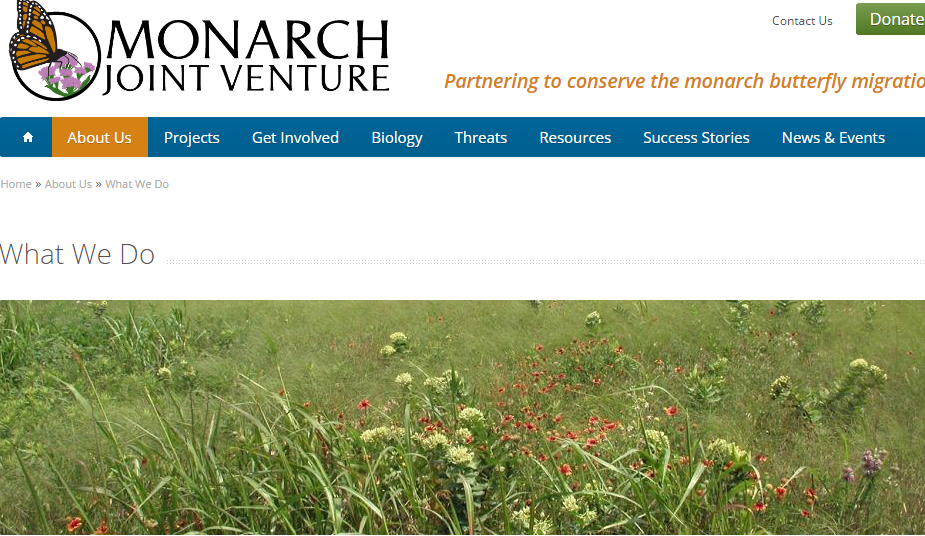 MONARCH
JOINT VENTURE
Contact Us
Donate
Partnering to conserve the monarch butterfly migratio
About Us Projects Get Involved Biology Threats Resources Success Stories News & Events
Home » About Us » What We Do
What We Do